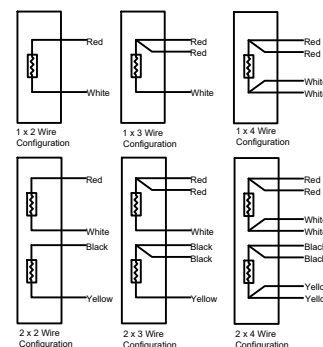 Red
White
1 x 2 Wire
Configuration
Red
Red
White
1 x 3 Wire
Configuration
Red
Red
White
White
1 x 4 Wire
Configuration
Red
White
Black
Yellow
2 x 2 Wire
Configuration
Red
Red
White
Black
Black
Yellow
2 x 3 Wire
Configuration
Red
Red
White
White
Black
Black
Yellow
Yellow
2 x 4 Wire
Configuration